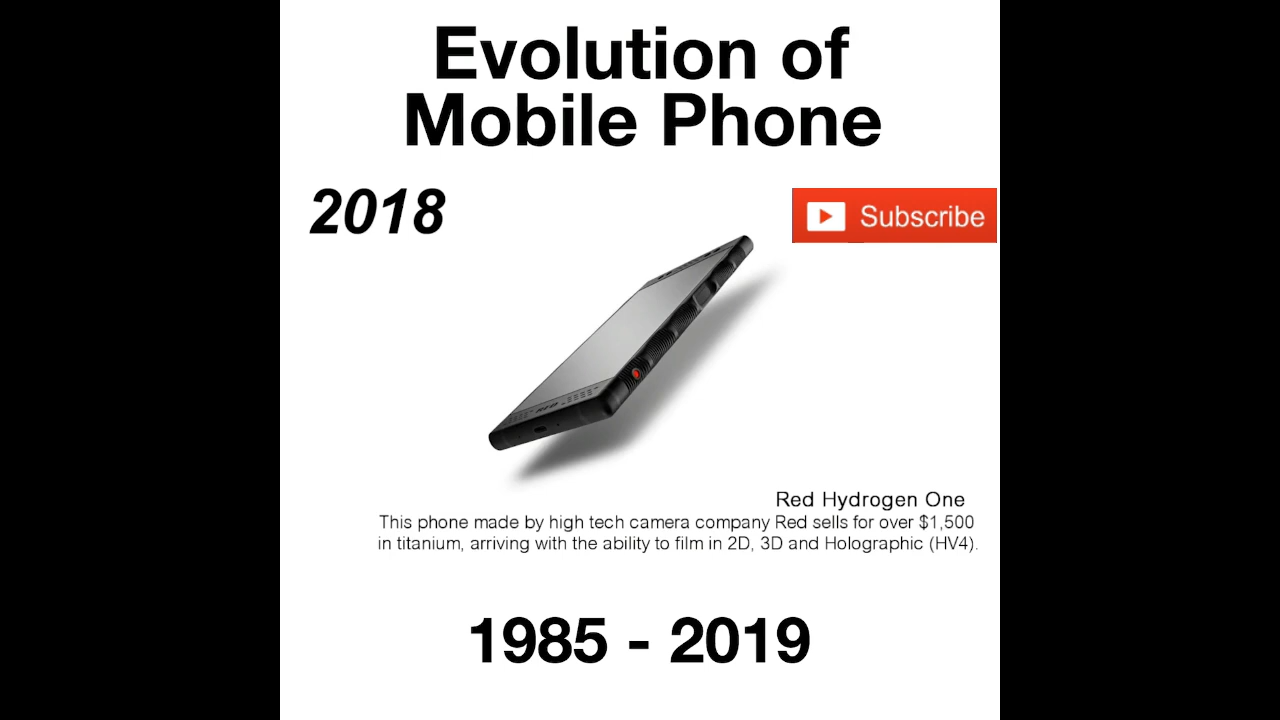 Evolution of
Mobile Phone
2018
Subscribe
RED
Red Hydrogen One
This phone made by high tech camera company Red sells for over $1,500
in titanium, arriving with the ability to film in 2D, 3D and Holographic (HV4).
1985 - 2019